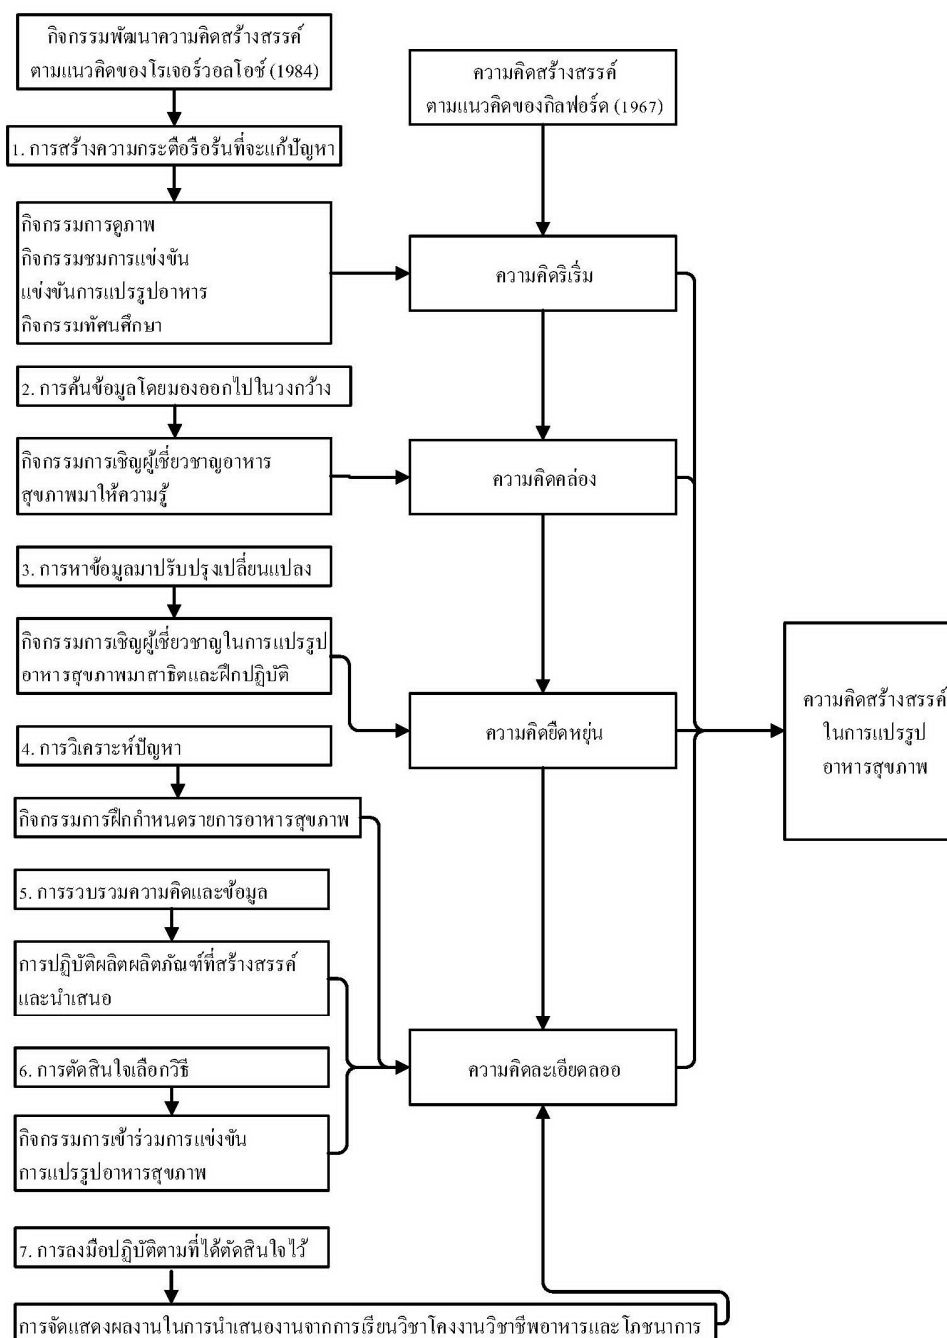 กิจกรรมพัฒนาความคิดสร้างสรรค์
ตามแนวคิดของโรเจอร์วอลโอช์ (1984)
ความคิดสร้างสรรค์
ตามแนวคิดของกิลฟอร์ด (1967)
1. การสร้างความกระตือรือร้นที่จะแก้ปัญหา
กิจกรรมการดูภาพ
กิจกรรมชมการแข่งขัน
แข่งขันการแปรรูปอาหาร
กิจกรรมทัศนศึกษา
ความคิดริเริ่ม
2. การค้นข้อมูลโดยมองออกไปในวงกว้าง
กิจกรรมการเชิญผู้เชี่ยวชาญอาหาร
สุขภาพมาให้ความรู้
ความคิดคล่อง
3. การหาข้อมูลมาปรับปรุงเปลี่ยนแปลง
กิจกรรมการเชิญผู้เชี่ยวชาญในการแปรรูป
อาหารสุขภาพมาสาธิตและฝึกปฏิบัติ
ความคิดยืดหยุ่น
ความคิดสร้างสรรค์
ในการแปรรูป
อาหารสุขภาพ
4. การวิเคราะห์ปัญหา
กิจกรรมการฝึกกำหนดรายการอาหารสุขภาพ
5. การรวบรวมความคิดและข้อมูล
การปฏิบัติผลิตผลิตภัณฑ์ที่สร้างสรรค์
และนำเสนอ
ความคิดละเอียดลออ
6. การตัดสินใจเลือกวิธี
กิจกรรมการเข้าร่วมการแข่งขัน
การแปรรูปอาหารสุขภาพ
7. การลงมือปฏิบัติตามที่ได้ตัดสินใจไว้
การจัดแสดงผลงานในการนำเสนองานจากการเรียนวิชาโครงงานวิชาชีพอาหารและโภชนาการ